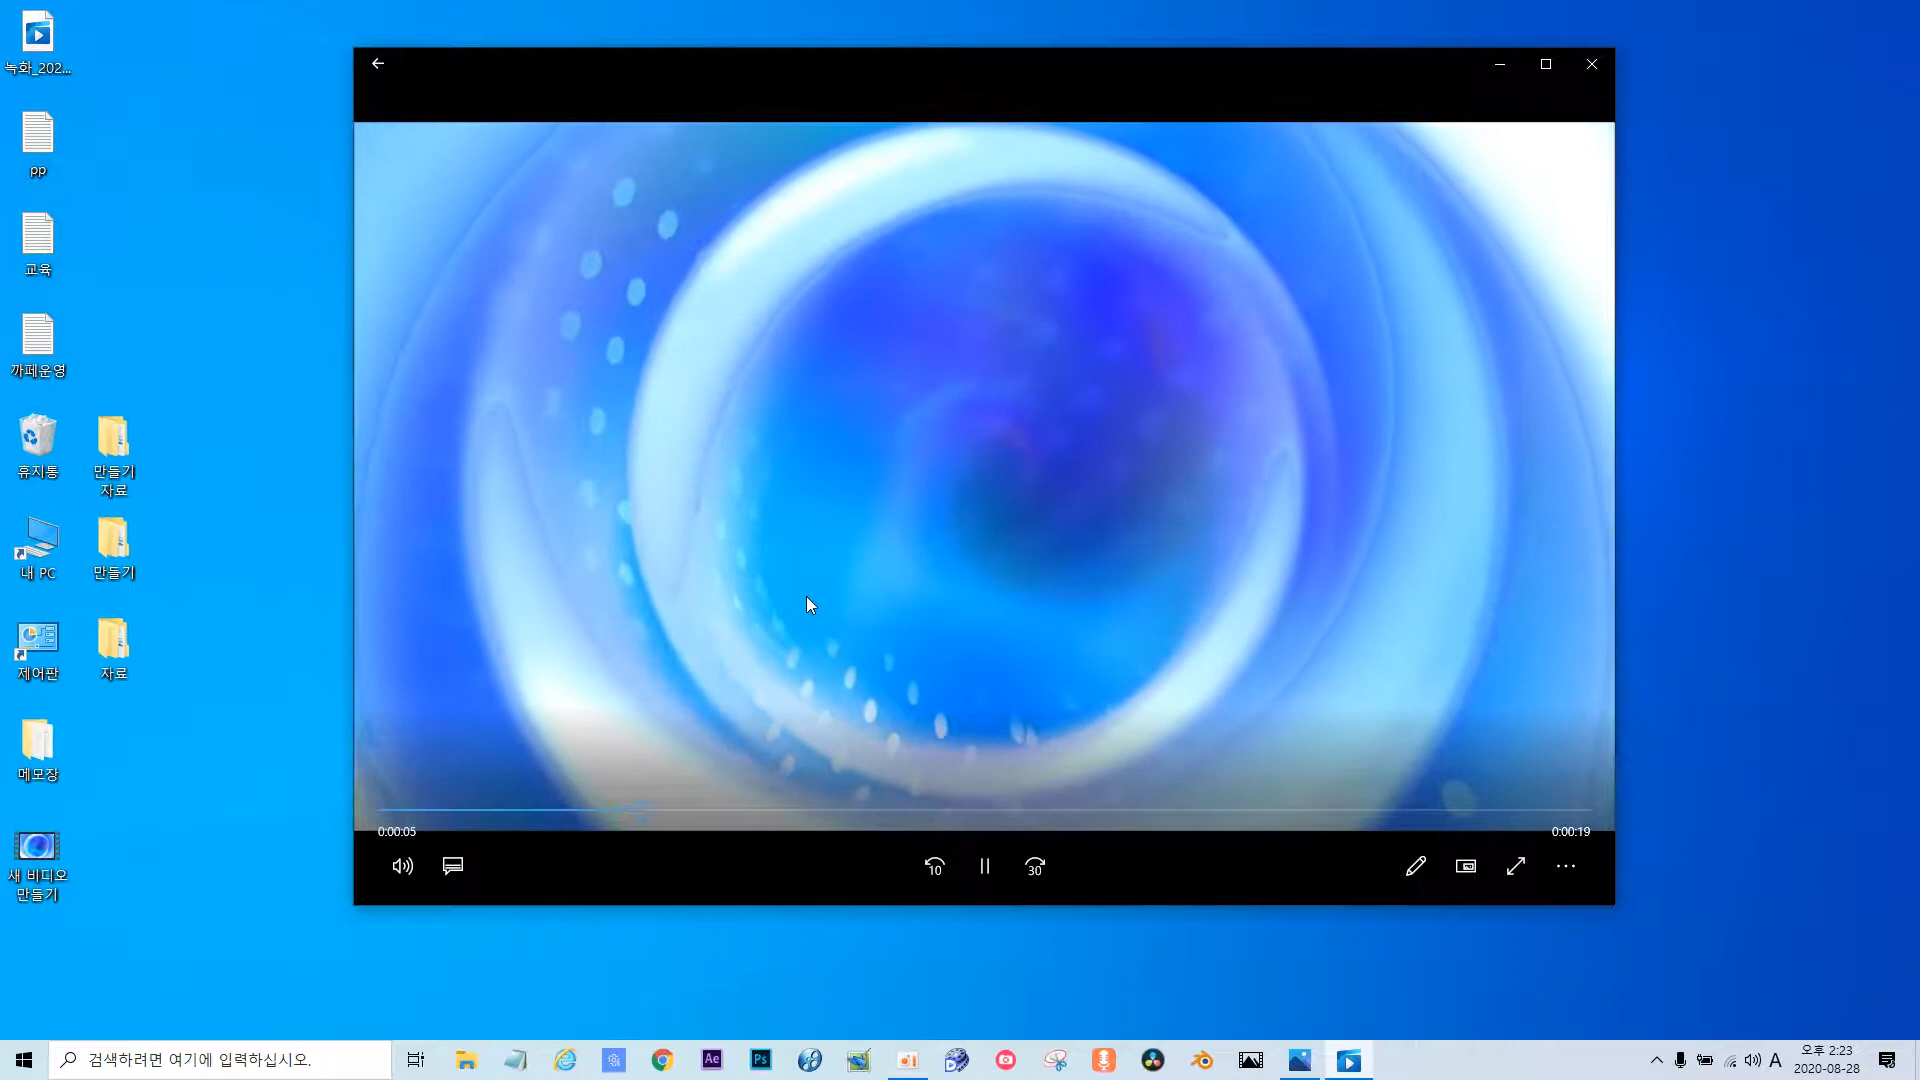 녹화_202...
pp
교육
까페운영
휴지통
만들기
자료
내 PC
만들기
제어판
자료
메모장
새 비디오
만들기
0:00:05
0:00:19
10
30
검색하려면 여기에 입력하십시오.
Ae
Ps
A
오후 2:23
2020-08-28